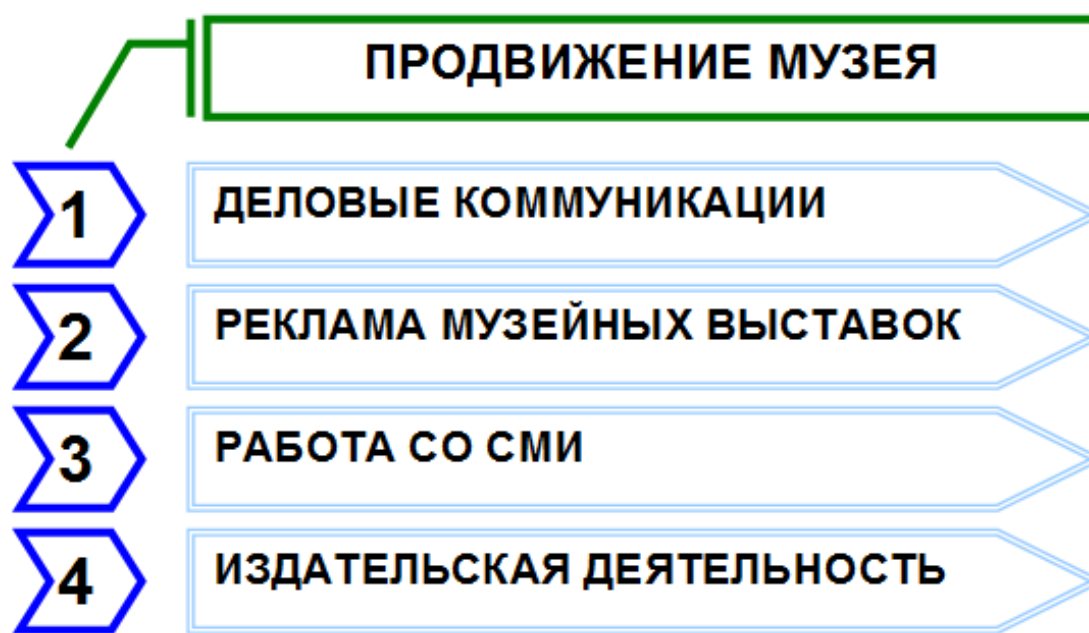 ПРОДВИЖЕНИЕ МУЗЕЯ
1 ДЕЛОВЫЕ КОММУНИКАЦИИ
2 РЕКЛАМА МУЗЕЙНЫХ ВЫСТАВОК
3 РАБОТА СО СМИ
4 ИЗДАТЕЛЬСКАЯ ДЕЯТЕЛЬНОСТЬ